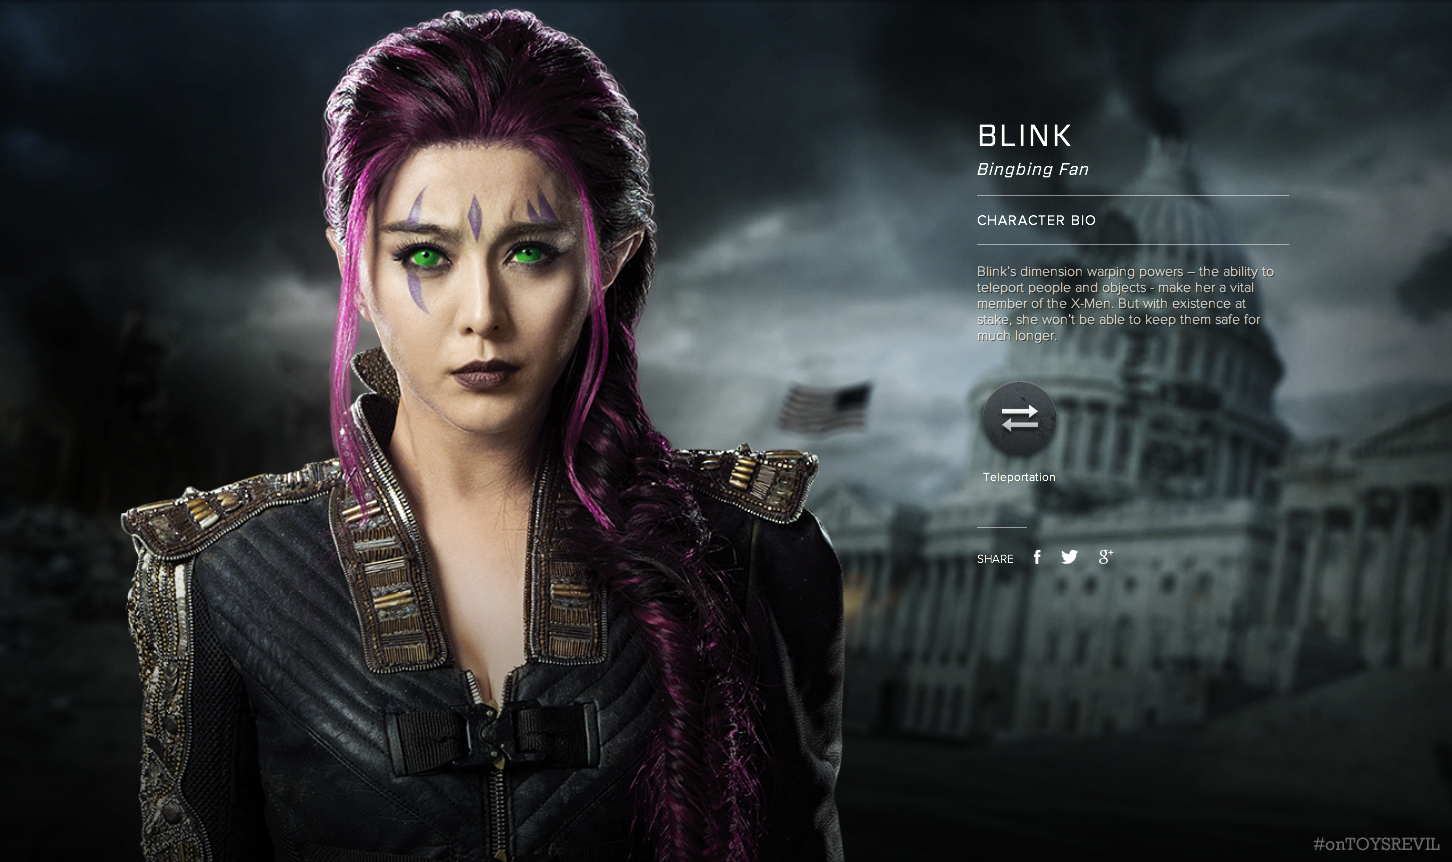 BLINK
Bingbing Fan
CHARACTER BIO
Blink's dimension warping powers – the ability to
teleport people and objects - make her a vital
member of the X-Men. But with existence at
stake, she won't be able to keep them safe for
much longer.
Teleportation
SHARE f g+
#onTOYSREVIL